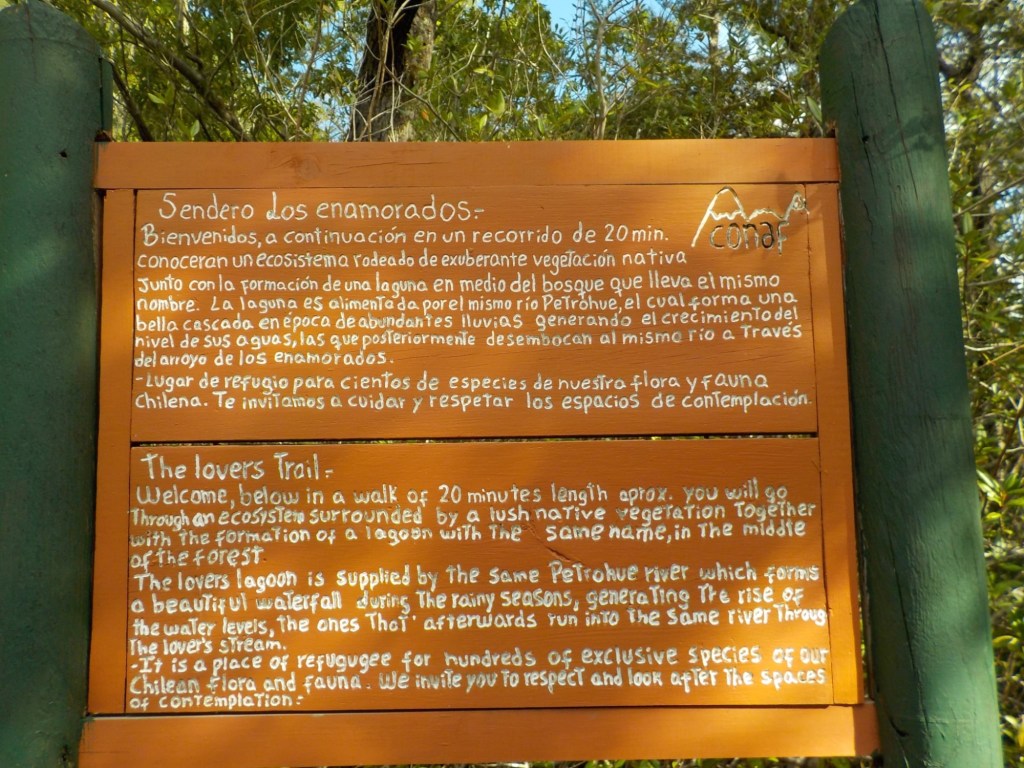 Sendero Los enamorados.-
conaf
Bienvenidos, a continuación en un recorrido de 20 min.
conoceran un ecosistema rodeado de exuberante vegetación nativa
Junto con la formación de una laguna en medio del bosque que lleva el mismo
nombre. La laguna es alimentada por el mismo río Petrohue, el cual forma una
bella cascada en época de abundantes lluvias generando el crecimiento del
nivel de sus aguas, las que posteriormente desembocan al mismo río a través
del arroyo de los enamorados.
-Lugar de refugio para cientos de especies de nuestra flora y fauna
Chilena. Te invitamos a cuidar y respetar los espacios de contemplación.
The lovers Trail.-
Welcome, below in a walk of 20 minutes length aprox. you will go
Through an ecosystem surrounded by a lush native vegetation together
with the formation of a lagoon with the same name, in the middle
of the forest.
The lovers lagoon is supplied by the same Petrohue river which forms
a beautiful waterfall during the rainy seasons, generating the rise of
the water levels, the ones that afterwards run into the same river throug
the lovers stream.
-It is a place of refugugee for hundreds of exclusive species of our
Chilean flora and fauna. We invite you to respect and look after the spaces
of contemplation.-